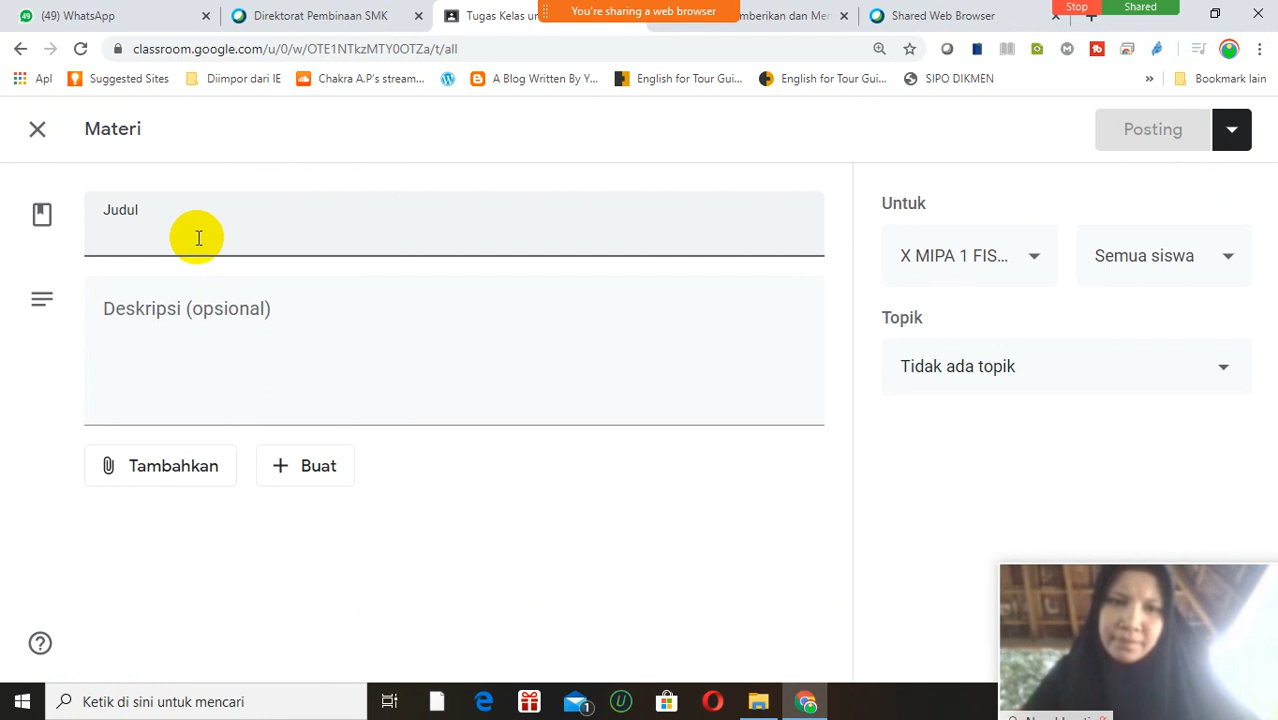 (49) WhatsApp
Direktorat Pembinaan SMK
Tugas Kelas un
You're sharing a web browser
Shared Web Browser
Stop
Shared
classroom.google.com/u/0/w/OTE1NTkzMTY0OTZa/t/all
Apl
Suggested Sites
Diimpor dari IE
Chakra A.P's stream...
A Blog Written By Y...
English for Tour Gui...
English for Tour Gui...
SIPO DIKMEN
»
Bookmark lain
Materi
Posting
Judul
Untuk
X MIPA 1 FIS...
Semua siswa
Deskripsi (opsional)
Topik
Tidak ada topik
Tambahkan
Buat
Ketik di sini untuk mencari
1